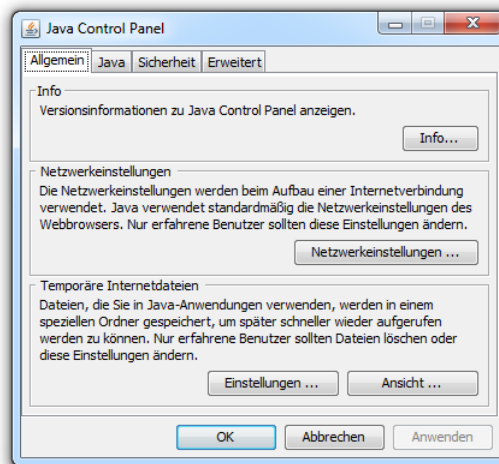 Java Control Panel
Allgemein Java Sicherheit Erweitert
Info
Versionsinformationen zu Java Control Panel anzeigen.
Info...
Netzwerkeinstellungen
Die Netzwerkeinstellungen werden beim Aufbau einer Internetverbindung
verwendet. Java verwendet standardmäßig die Netzwerkeinstellungen des
Webbrowsers. Nur erfahrene Benutzer sollten diese Einstellungen ändern.
Netzwerkeinstellungen ...
Temporäre Internetdateien
Dateien, die Sie in Java-Anwendungen verwenden, werden in einem
speziellen Ordner gespeichert, um später schneller wieder aufgerufen
werden zu können. Nur erfahrene Benutzer sollten Dateien löschen oder
diese Einstellungen ändern.
Einstellungen ... Ansicht ...
OK Abbrechen Anwenden